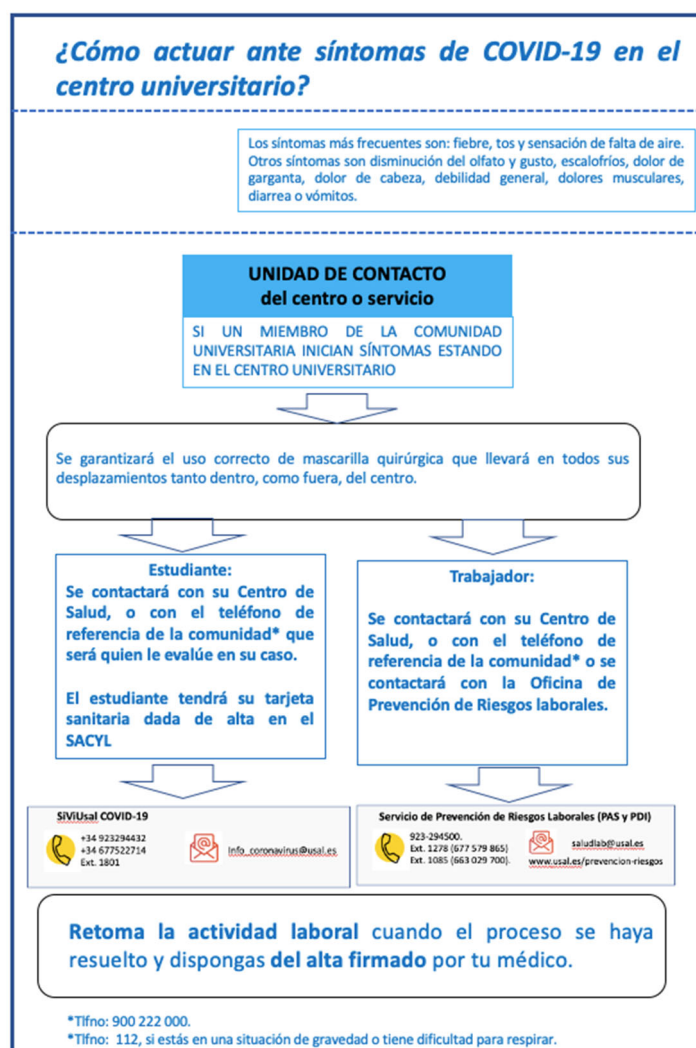 ¿Cómo actuar ante síntomas de COVID-19 en el
centro universitario?
Los síntomas más frecuentes son: fiebre, tos y sensación de falta de aire.
Otros síntomas son disminución del olfato y gusto, escalofríos, dolor de
garganta, dolor de cabeza, debilidad general, dolores musculares,
diarrea o vómitos.
UNIDAD DE CONTACTO
del centro o servicio
SI UN MIEMBRO DE LA COMUNIDAD
UNIVERSITARIA INICIAN SÍNTOMAS ESTANDO
EN EL CENTRO UNIVERSITARIO
Se garantizará el uso correcto de mascarilla quirúrgica que llevará en todos sus
desplazamientos tanto dentro, como fuera, del centro.
Estudiante:
Se contactará con su Centro de
Salud, o con el teléfono de
referencia de la comunidad* que
será quien le evalúe en su caso.
El estudiante tendrá su tarjeta
sanitaria dada de alta en el
SACYL
Trabajador:
Se contactará con su Centro de
Salud, o con el teléfono de
referencia de la comunidad* o se
contactará con la Oficina de
Prevención de Riesgos laborales.
SiViUsal COVID-19
+34 923294432
+34 677522714
Ext. 1801
Info_coronavirus@usal.es
Servicio de Prevención de Riesgos Laborales (PAS y PDI)
923-294500.
Ext. 1278 (677 579 865)
Ext. 1085 (663 029 700).
saludlab@usal.es
www.usal.es/prevencion-riesgos
Retoma la actividad laboral cuando el proceso se haya
resuelto y dispongas del alta firmado por tu médico.
*Tlfno: 900 222 000.
*Tlfno: 112, si estás en una situación de gravedad o tiene dificultad para respirar.